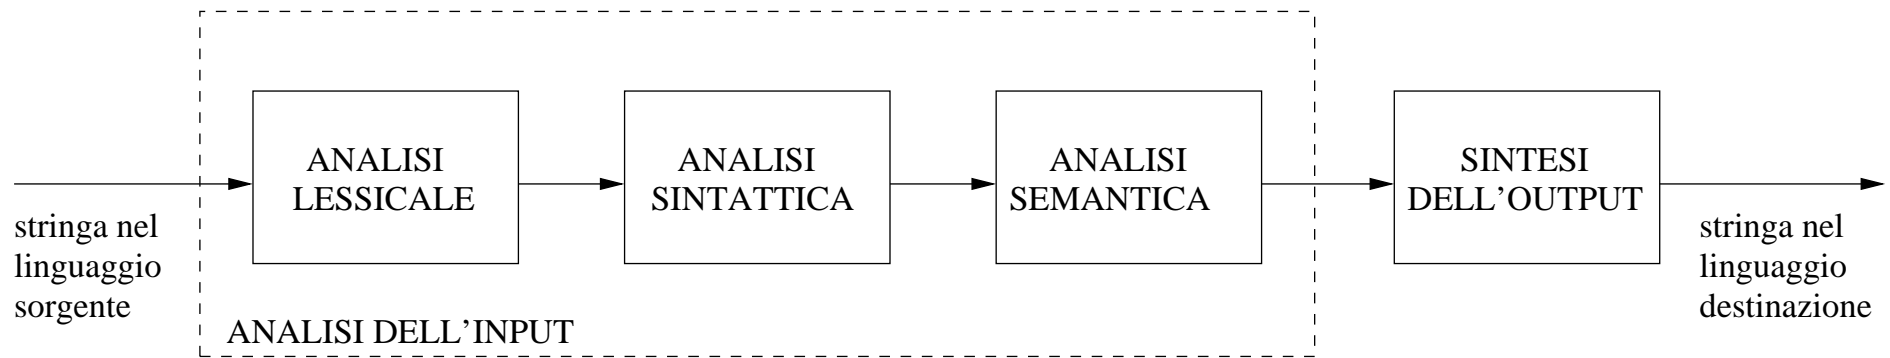 stringa nel
linguaggio
sorgente
ANALISI
LESSICALE
ANALISI
SINTATTICA
ANALISI
SEMANTICA
ANALISI DELL'INPUT
SINTESI
DELL'OUTPUT
stringa nel
linguaggio
destinazione